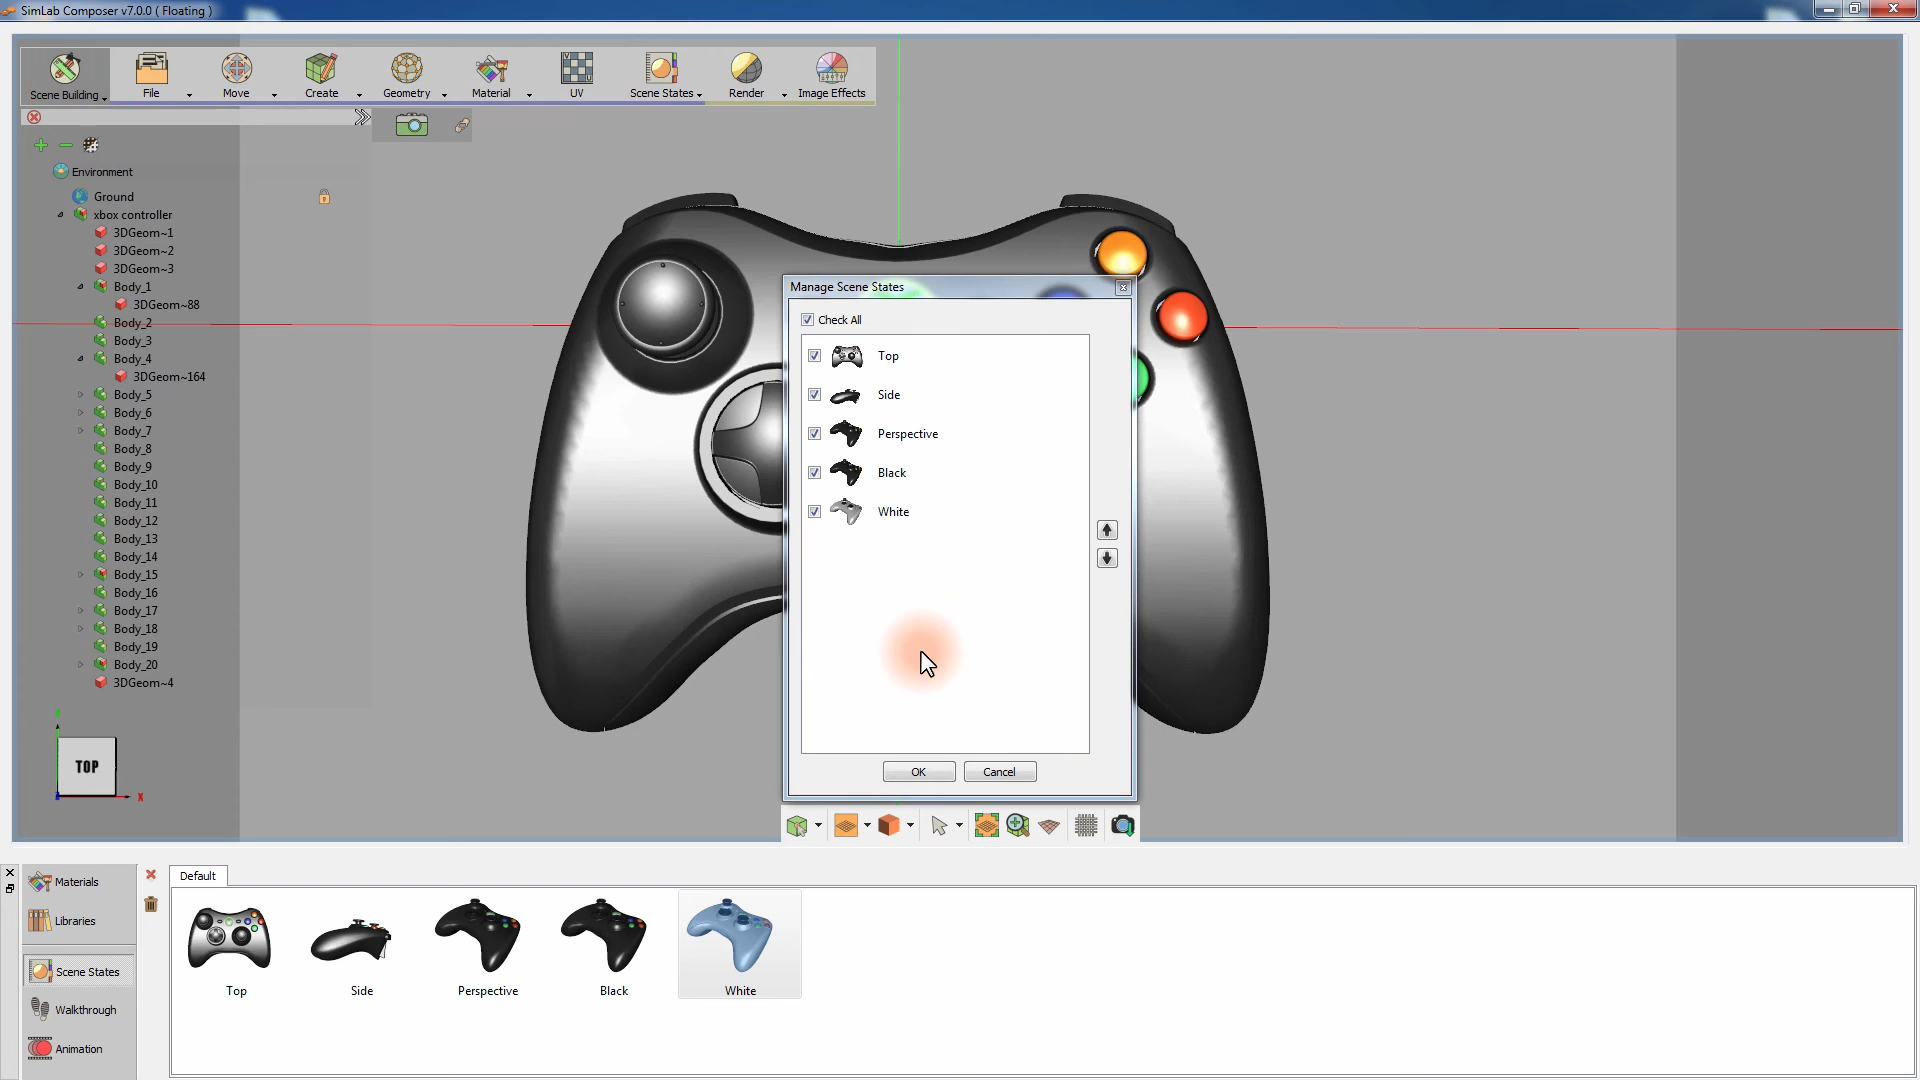 SimLab Composer v7.0.0 ( Floating )
Scene Building
File
Move
Create
Geometry
Material
UV
Scene States
Render
Image Effects
Environment
Ground
xbox controller
3DGeom~1
3DGeom~2
3DGeom~3
Body_1
3DGeom~88
Body_2
Body_3
Body_4
3DGeom~164
Body_5
Body_6
Body_7
Body_8
Body_9
Body_10
Body_11
Body_12
Body_13
Body_14
Body_15
Body_16
Body_17
Body_18
Body_19
Body_20
3DGeom~4
TOP
X
Manage Scene States
Check All
Top
Side
Perspective
Black
White
OK
Cancel
Materials
Libraries
Scene States
Walkthrough
Animation
Default
Top
Side
Perspective
Black
White